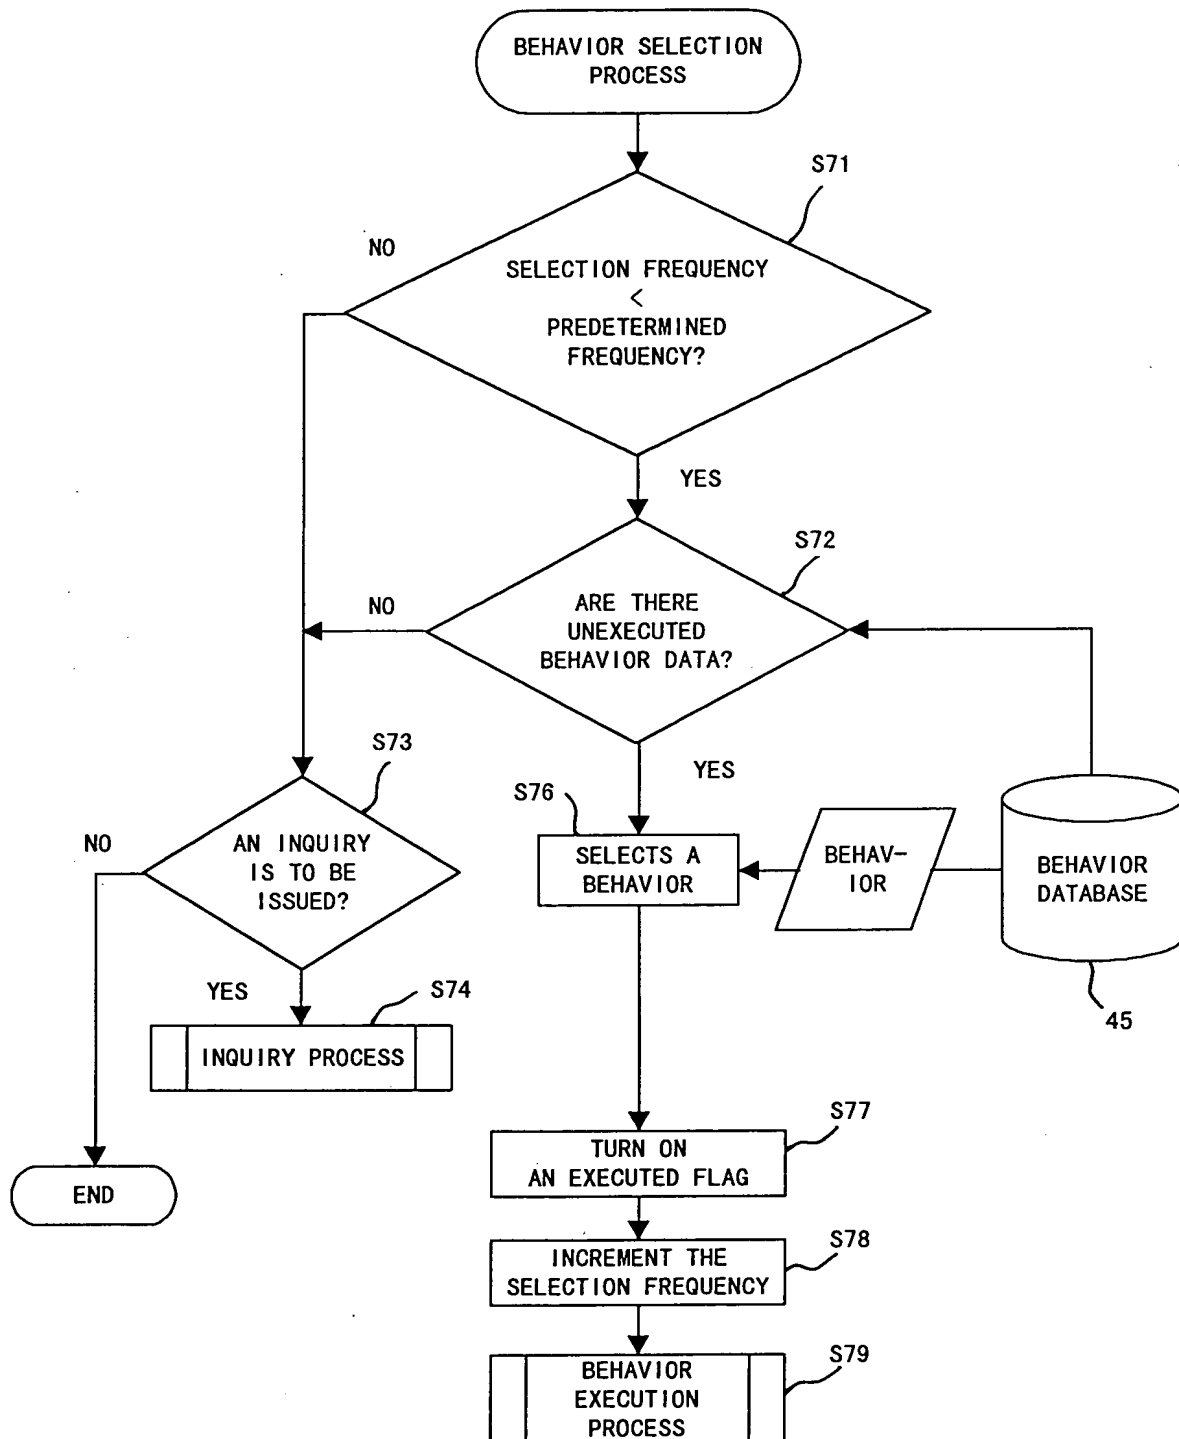 BEHAVIOR SELECTION
PROCESS
S71
NO
SELECTION FREQUENCY
<
PREDETERMINED
FREQUENCY?
YES
S72
NO
ARE THERE
UNEXECUTED
BEHAVIOR DATA?
YES
S73
NO
AN INQUIRY
IS TO BE
ISSUED?
S76
SELECTS A
BEHAVIOR
BEHAV-
IOR
BEHAVIOR
DATABASE
45
YES
S74
INQUIRY PROCESS
END
S77
TURN ON
AN EXECUTED FLAG
S78
INCREMENT THE
SELECTION FREQUENCY
S79
BEHAVIOR
EXECUTION
PROCESS